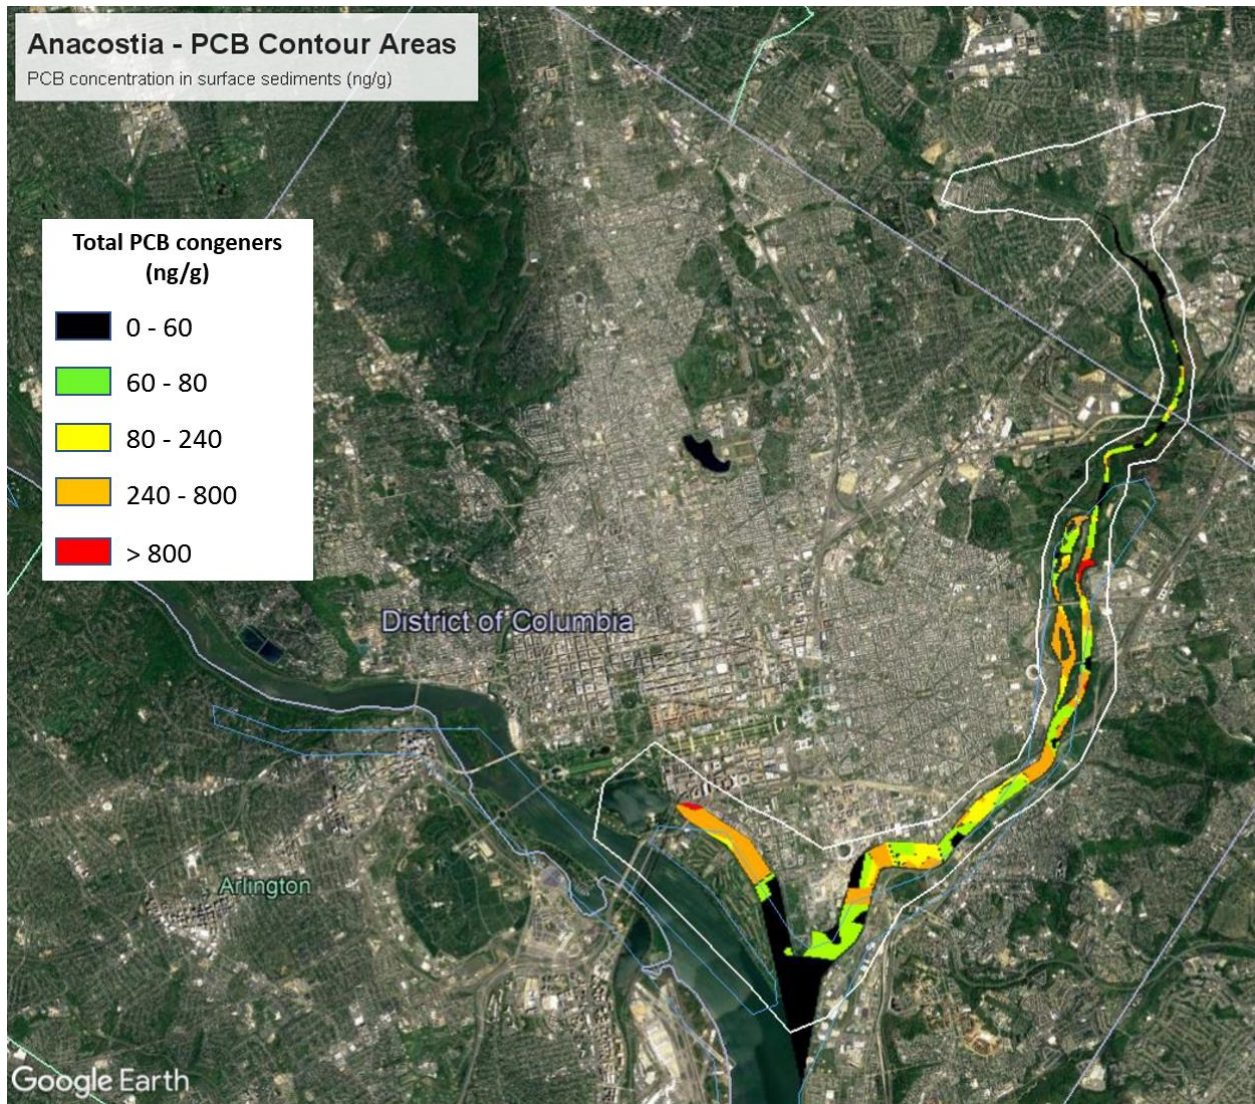 Anacostia - PCB Contour Areas
PCB concentration in surface sediments (ng/g)
Total PCB congeners
(ng/g)
0 - 60
60 - 80
80 - 240
240 - 800
> 800
District of Columbia
Arlington
Google Earth